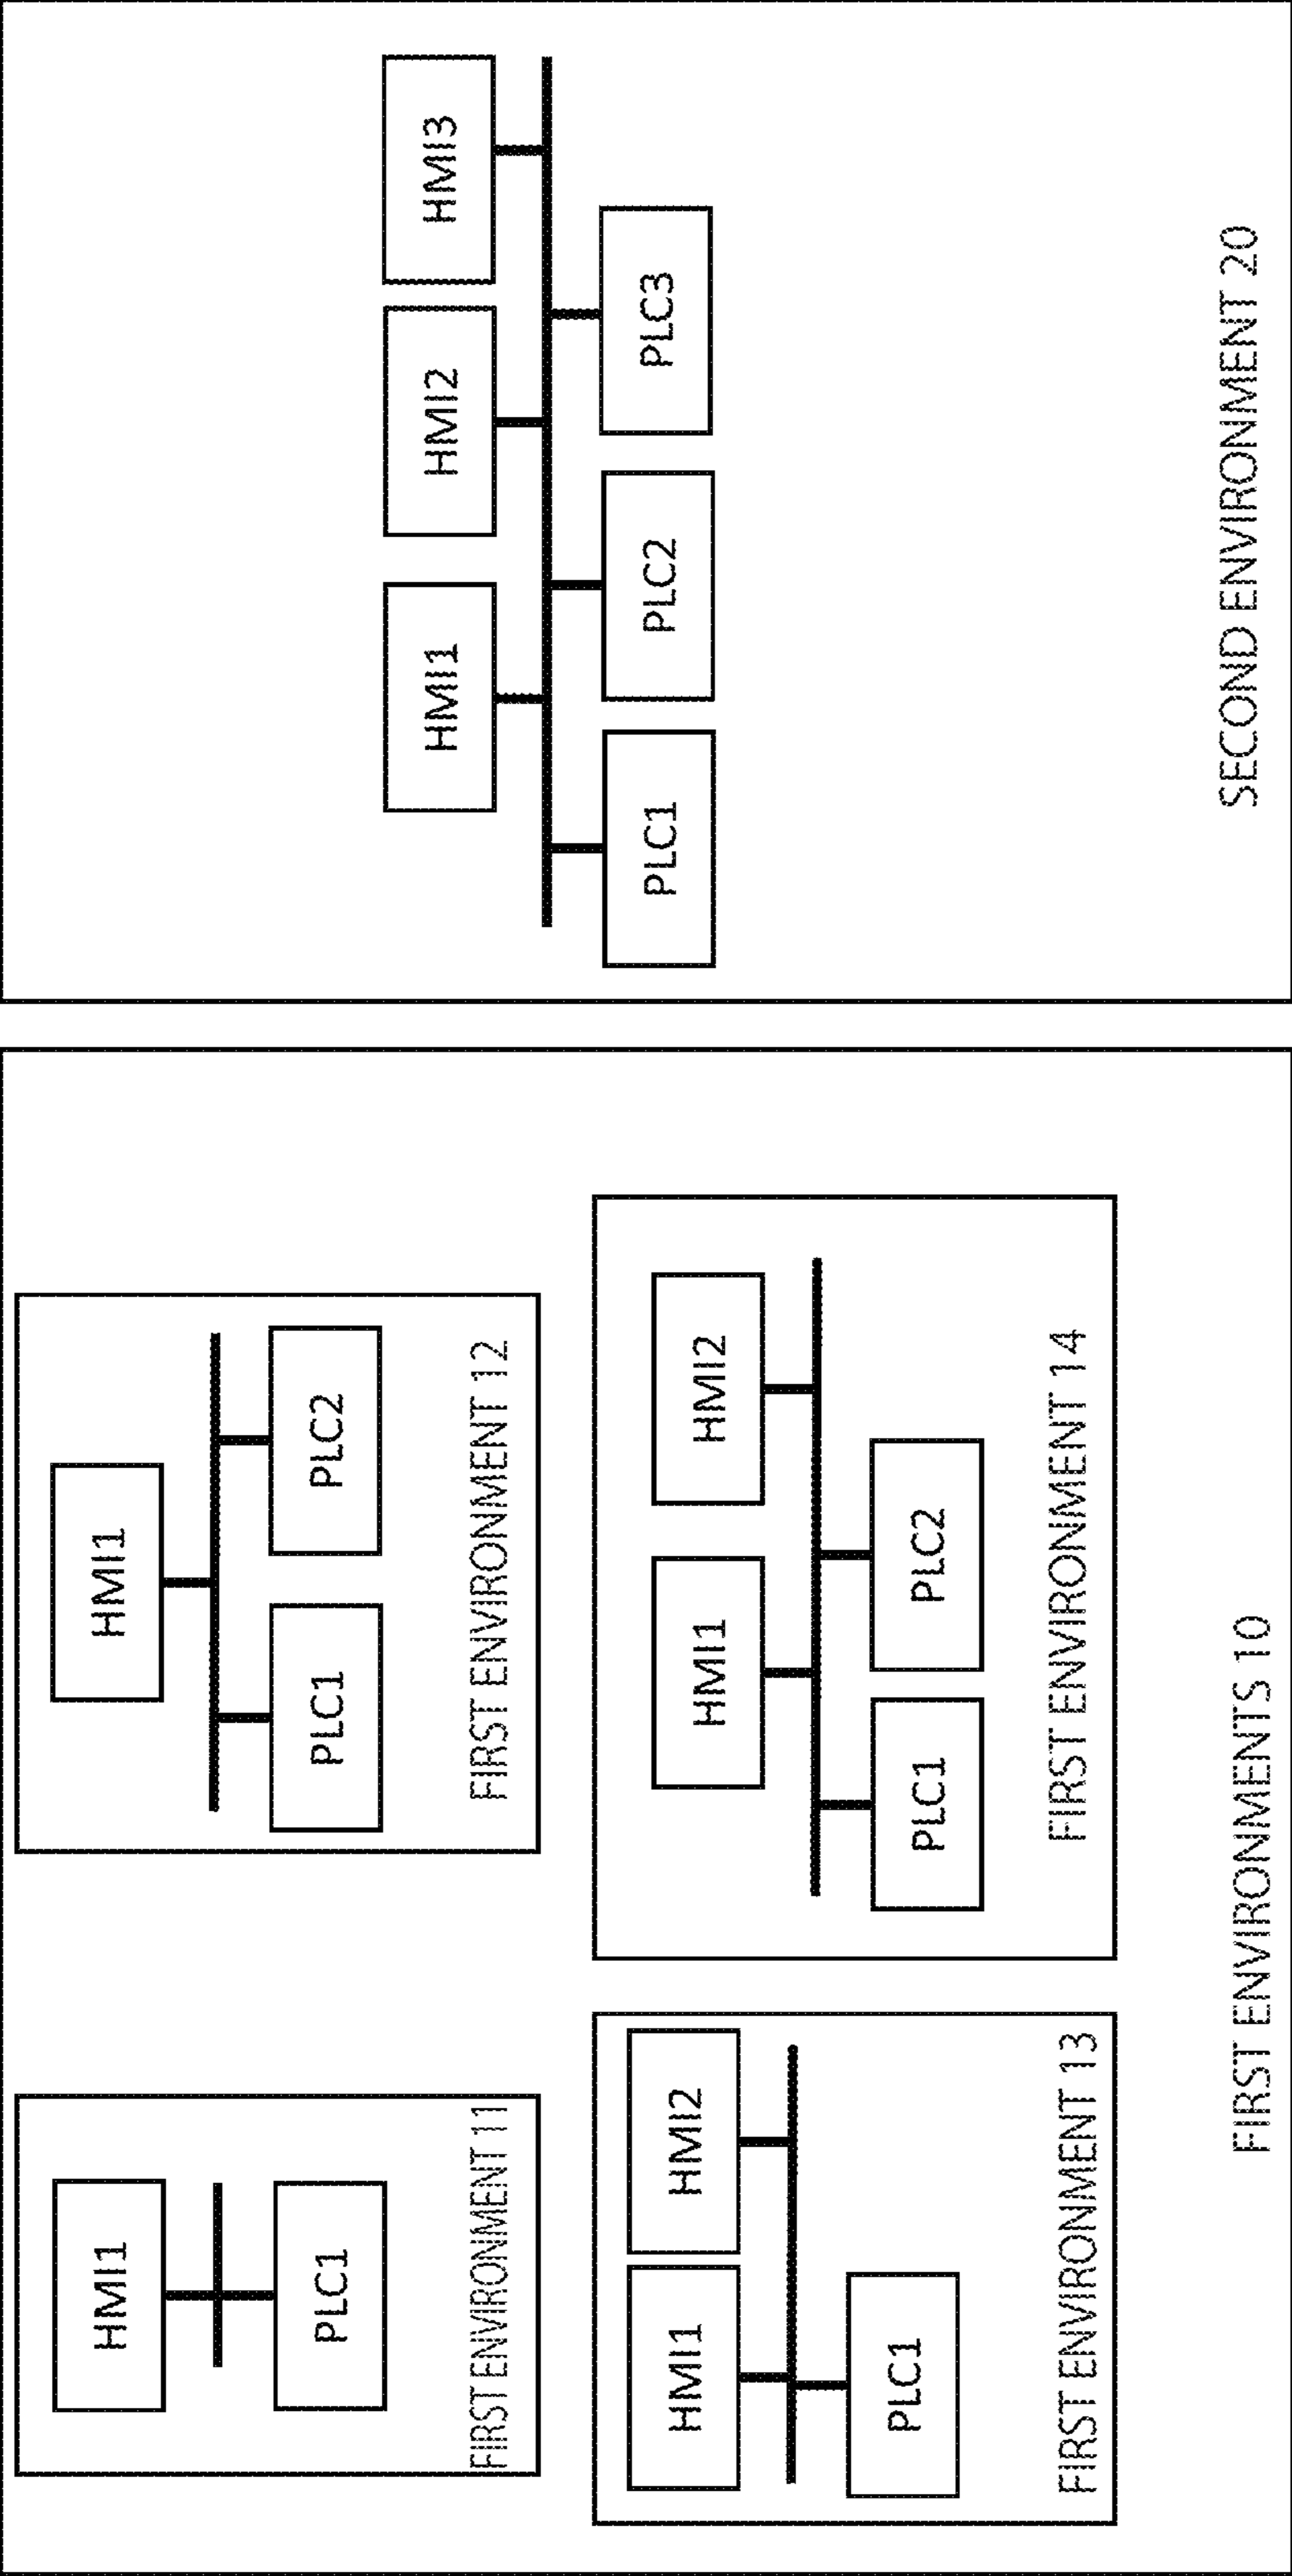 HMI1
PLC1
FIRST ENVIRONMENT 11
HMI1
PLC1
PLC2
FIRST ENVIRONMENT 12
HMI1
HMI2
PLC1
FIRST ENVIRONMENT 13
HMI1
HMI2
PLC1
PLC2
FIRST ENVIRONMENT 14
FIRST ENVIRONMENTS 10
HMI1
HMI2
HMI3
PLC1
PLC2
PLC3
SECOND ENVIRONMENT 20